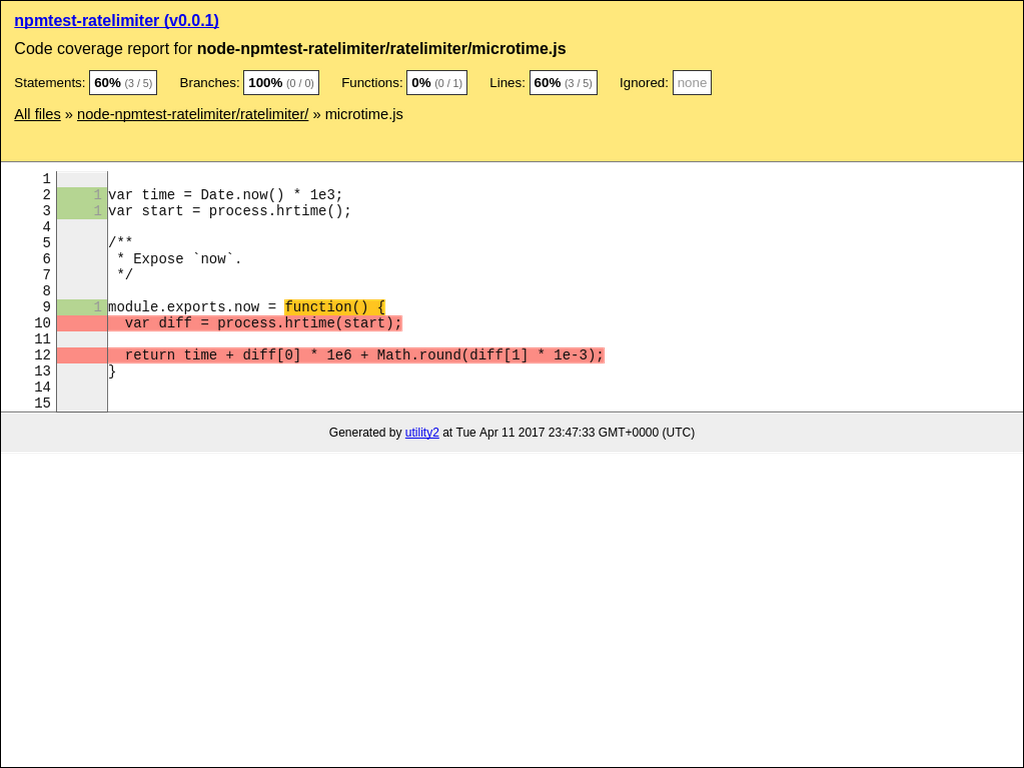 npmtest-ratelimiter (v0.0.1)
Code coverage report for node-npmtest-ratelimiter/ratelimiter/microtime.js
Statements: 60% (3 / 5) Branches: 100% (0 / 0) Functions: 0% (0 / 1) Lines: 60% (3 / 5) Ignored: none
All files » node-npmtest-ratelimiter/ratelimiter/ » microtime.js
1
2 1 var time = Date.now() * 1e3;
3 1 var start = process.hrtime();
4
5 /**
6  * Expose `now`.
7  */
8
9 1 module.exports.now = function() {
10   var diff = process.hrtime(start);
11
12   return time + diff[0] * 1e6 + Math.round(diff[1] * 1e-3);
13 }
14
15
Generated by utility2 at Tue Apr 11 2017 23:47:33 GMT+0000 (UTC)